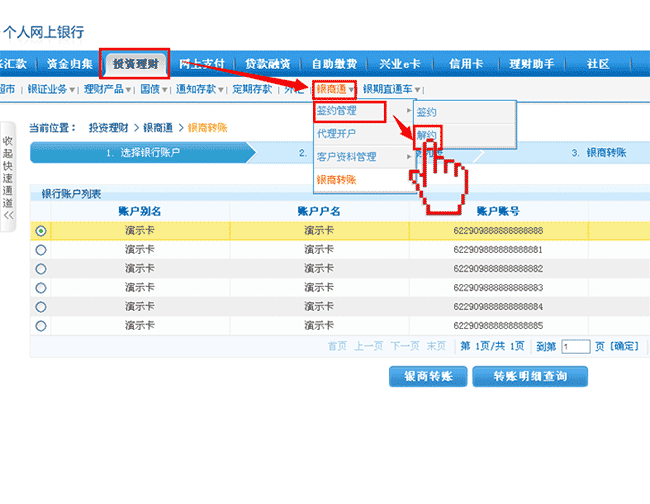 个人网上银行
汇款 资金归集 投资理财 网上支付 贷款融资 自助缴费 兴业e卡 信用卡 理财助手 社区
超市 银证业务 理财产品 国债 通知存款 定期存款 外汇 银商通 银期直通车
签约管理 签约
代理开户 解约
客户资料管理
银商转账
收起快速通道
当前位置： 投资理财 > 银商通 > 银商转账
1. 选择银行账户 2. 3. 银商转账
银行账户列表
账户别名 账户户名 账户账号
演示卡 演示卡 622909888888888888
演示卡 演示卡 622909888888888881
演示卡 演示卡 622909888888888882
演示卡 演示卡 622909888888888883
演示卡 演示卡 622909888888888884
演示卡 演示卡 622909888888888885
首页 上一页 下一页 末页 第 1页/共 1页 到第 1 页 [确定]
银商转账 转账明细查询